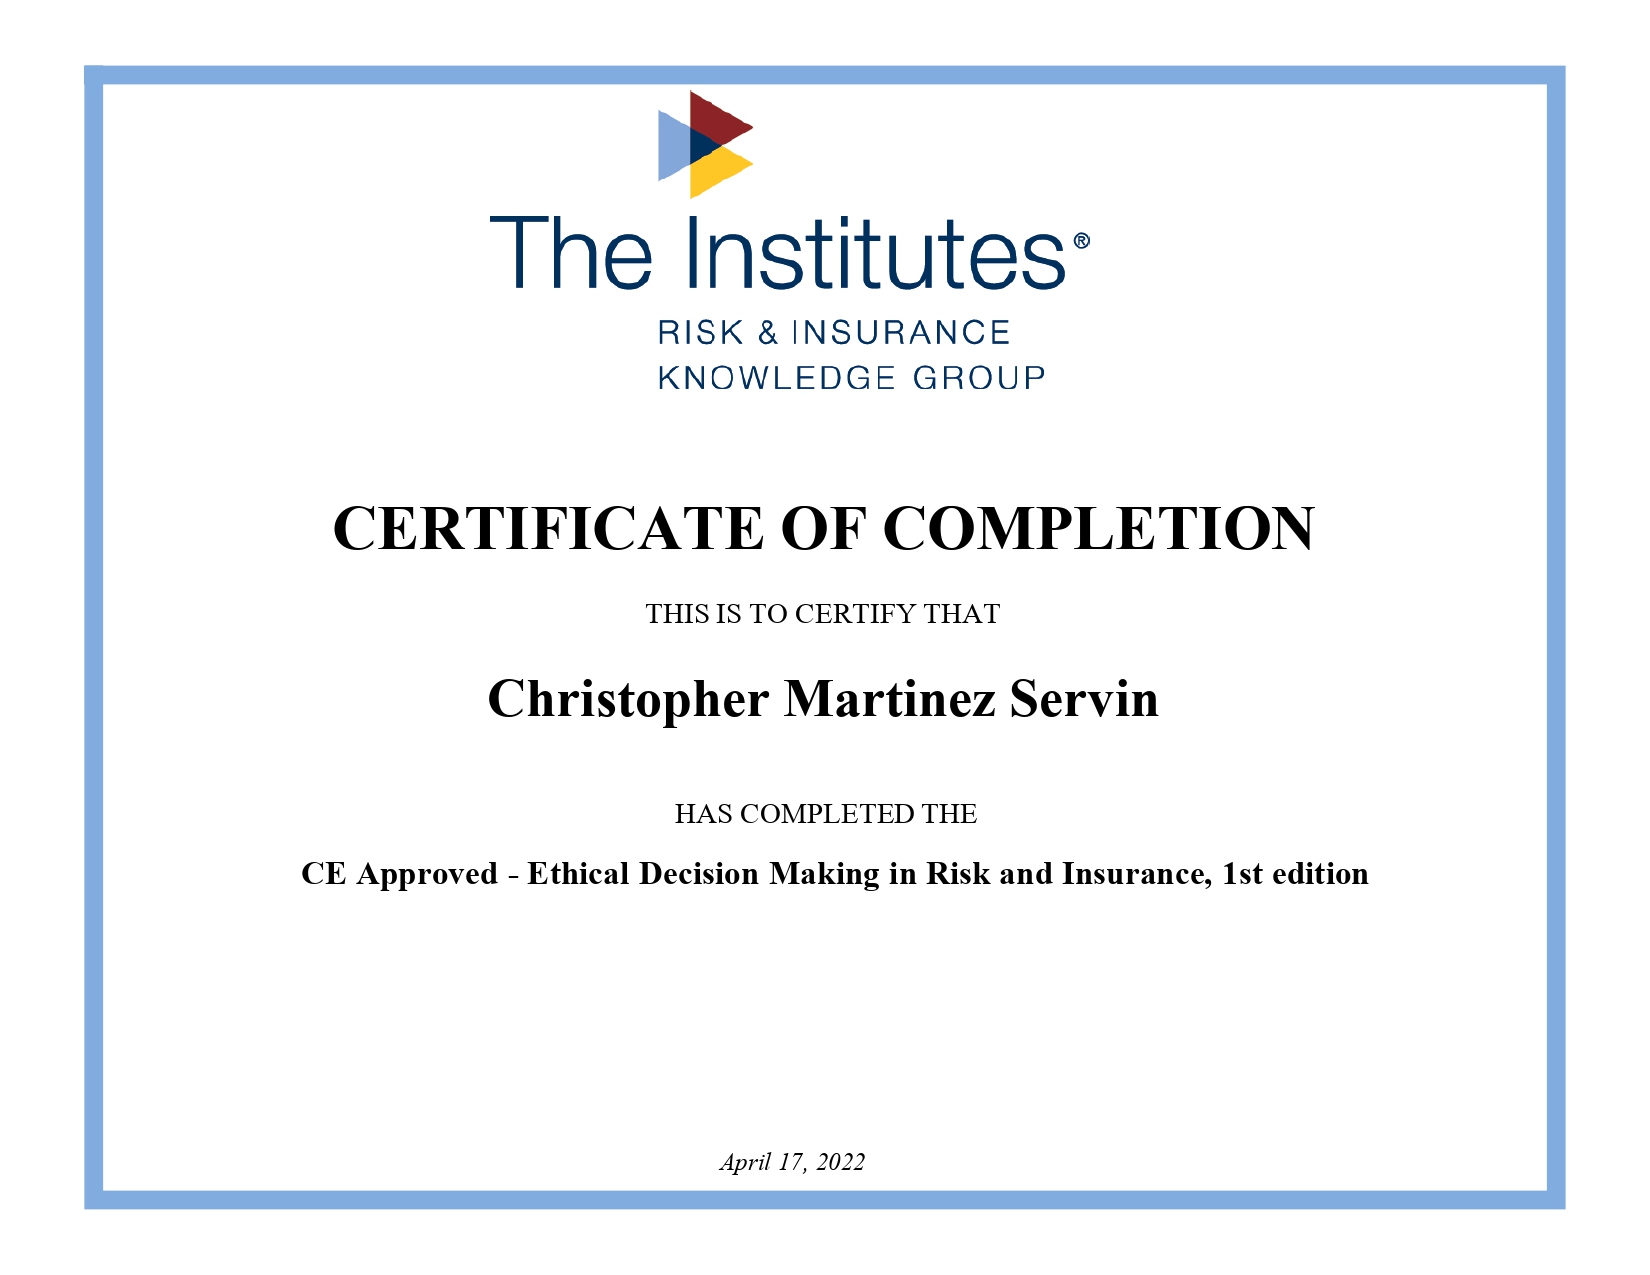 The Institutes®
RISK & INSURANCE
KNOWLEDGE GROUP
CERTIFICATE OF COMPLETION
THIS IS TO CERTIFY THAT
Christopher Martinez Servin
HAS COMPLETED THE
CE Approved - Ethical Decision Making in Risk and Insurance, 1st edition
April 17, 2022